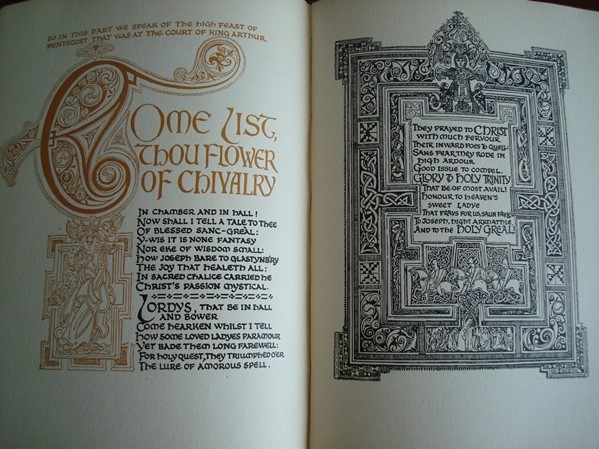 SO IN THIS PART WE SPEAK OF THE HIGH FEAST OF
PENTECOST THAT WAS AT THE COURT OF KING ARTHUR.
COME LIST,
THOU FLOWER
OF CHIVALRY
IN CHAMBER AND IN HALL!
NOW SHALL I TELL A TALE TO THEE
OF BLESSED SANC-GREAL:
Y-WIS IT IS NONE FANTASY
NOR EKE OF WISDOM SMALL:
HOW JOSEPH BARE TO GLASTYNB'RY
THE JOY THAT HEALETH ALL:
IN SACRED CHALICE CARRIED HE
CHRIST'S PASSION MYSTICAL.
LORDYS, THAT BE IN HALL
AND BOWER
COME HEARKEN WHILST I TELL
HOW SOME LOVED LADYES PARAMOUR
YET BADE THEM LONG FAREWELL:
FOR HOLY QUEST, THEY TRIUMPHED O'ER
THE LURE OF AMOROUS SPELL.
THEY PRAYED TO CHRIST
WITH MUCH FERVOUR
THEIR INWARD FOES TO QUELL:
SANS FEAR, THEY RODE IN
HIGH ARDOUR
GOOD ISSUE TO COMPEL.
GLORY TO HOLY TRINITY
THAT BE OF MOST AVAIL!
HONOUR TO HEAVEN'S
SWEET LADYE
THAT PRAYS FOR US, SAUN FAYLE
TO JOSEPH, HIGHT ARMATHIE
AND TO THE HOLY GREAL!